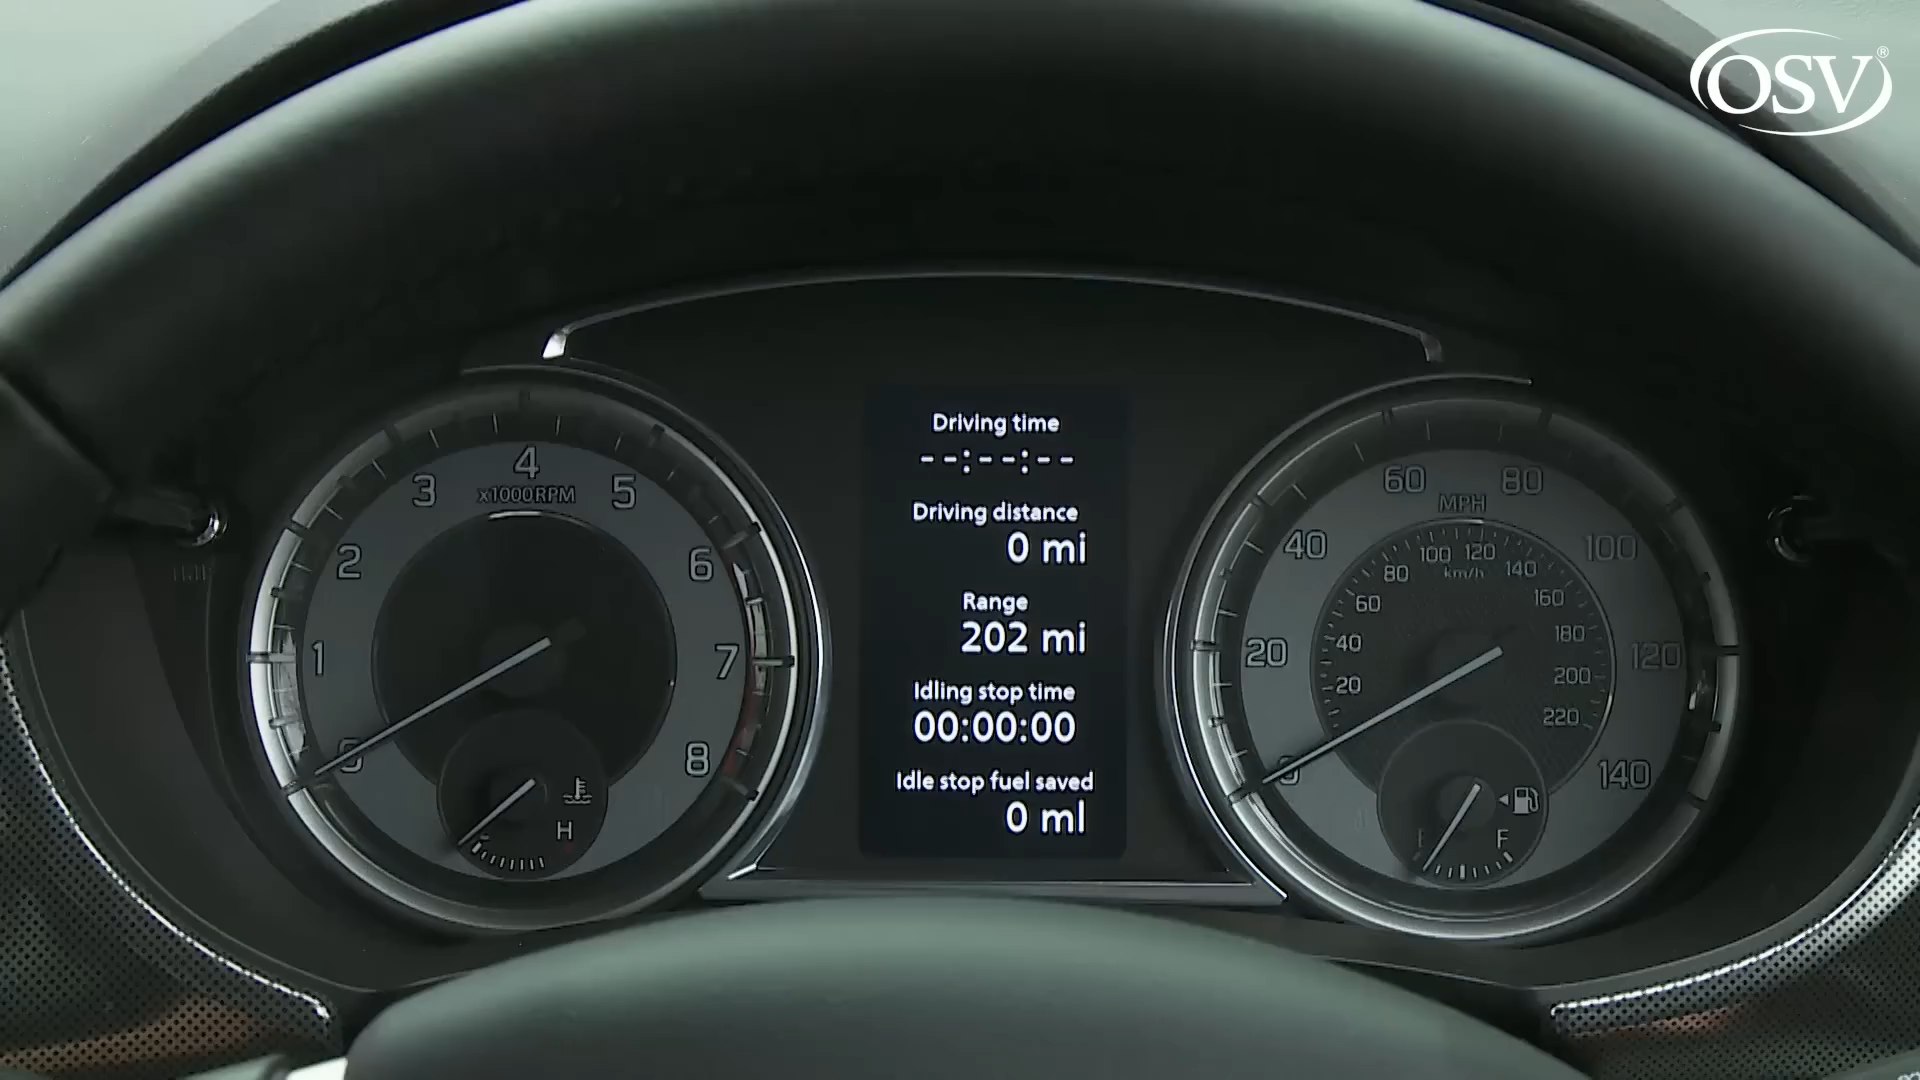 OSV®
Driving time
--:--:--
Driving distance
0 mi
Range
202 mi
Idling stop time
00:00:00
Idle stop fuel saved
0 ml
0 1 2 3 4 5 6 7 8
x1000RPM
H
0 20 40 60 80 100 120 140
MPH
20 40 60 80 100 120 140 160 180 200 220
km/h
F